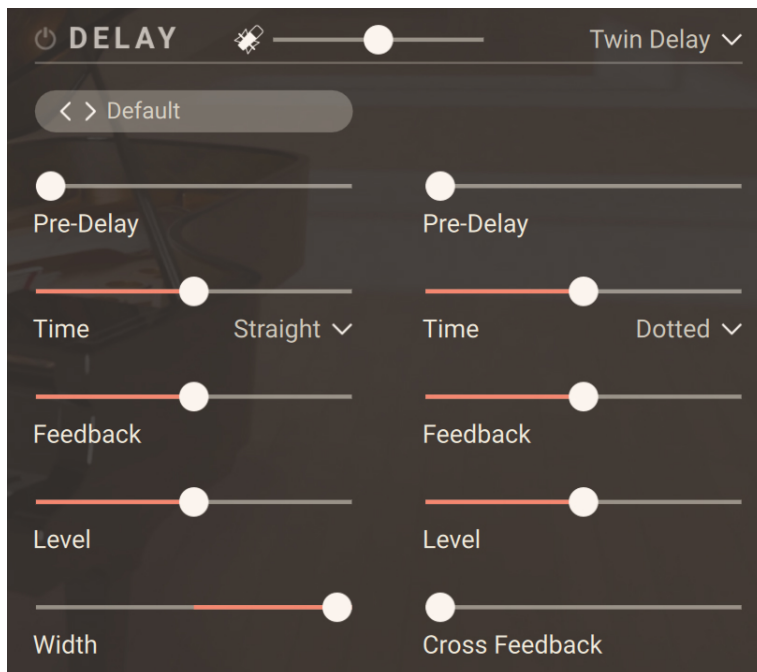 DELAY Twin Delay
Default
Pre-Delay Pre-Delay
Time Straight Time Dotted
Feedback Feedback
Level Level
Width Cross Feedback